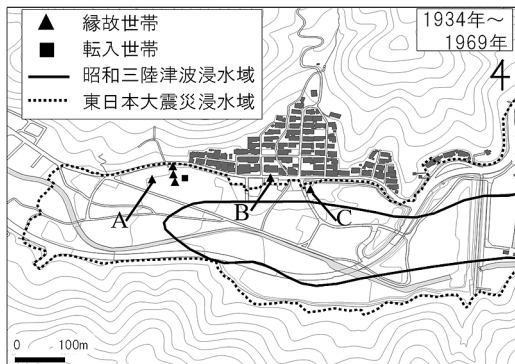 縁故世帯
転入世帯
昭和三陸津波浸水域
東日本大震災浸水域
1934年～
1969年
4
A
B
C
0 100m